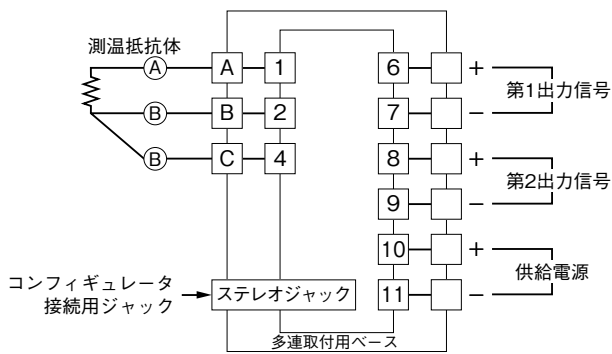 測温抵抗体
A A 1 6 +
第1出力信号
B B 2 7 −
B C 4 8 +
第2出力信号
9 −
10 +
供給電源
コンフィギュレータ
接続用ジャック
ステレオジャック
11 −
多連取付用ベース